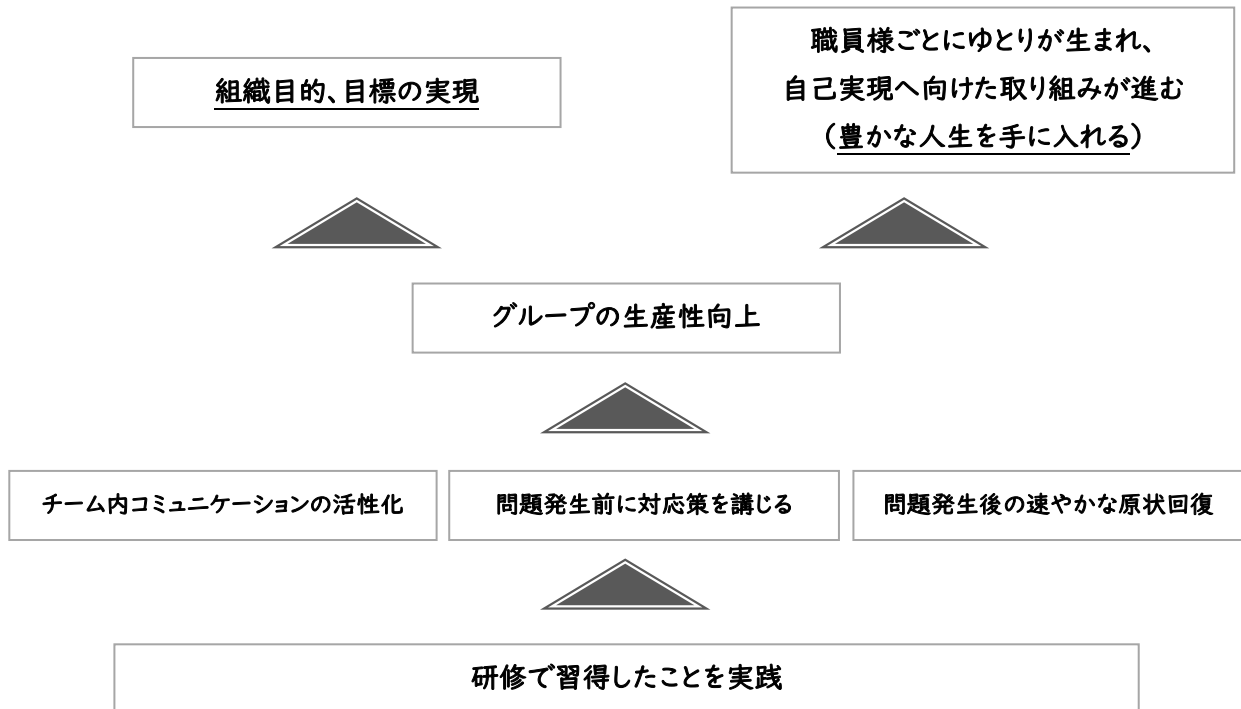 組織目的、目標の実現
職員様ごとにゆとりが生まれ、
自己実現へ向けた取り組みが進む
(豊かな人生を手に入れる)
グループの生産性向上
チーム内コミュニケーションの活性化
問題発生前に対応策を講じる
問題発生後の速やかな原状回復
研修で習得したことを実践